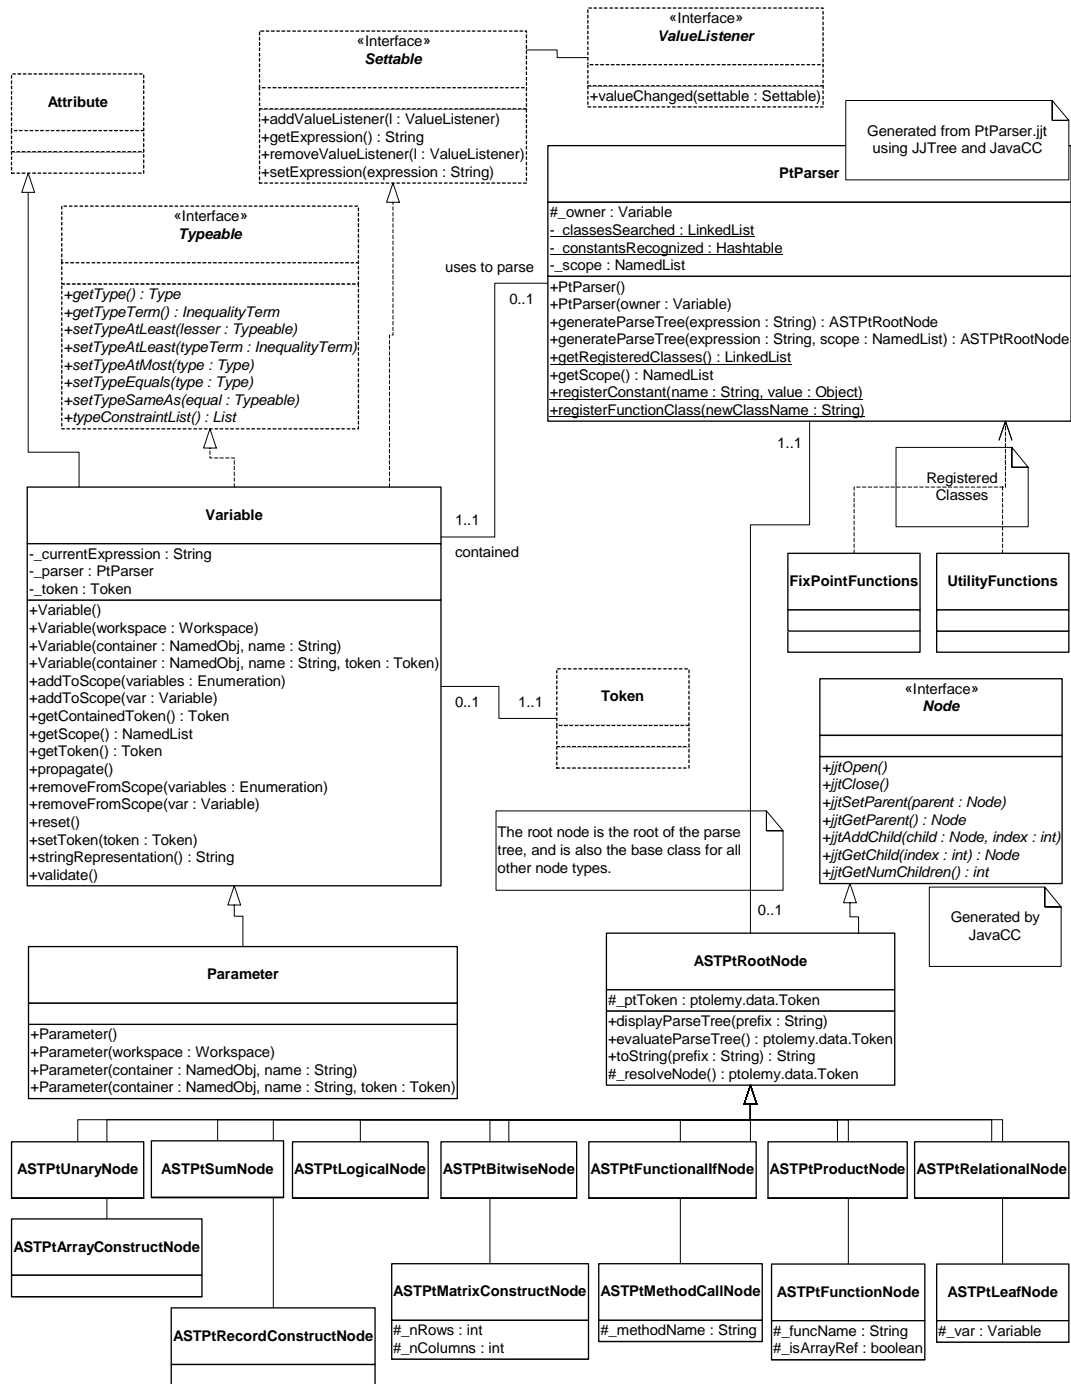 «Interface»
Settable
+addValueListener(l : ValueListener)
+getExpression() : String
+removeValueListener(l : ValueListener)
+setExpression(expression : String)
«Interface»
ValueListener
+valueChanged(settable : Settable)
Attribute
Generated from PtParser.jjt
using JJTree and JavaCC
PtParser
#_owner : Variable
-_classesSearched : LinkedList
-_constantsRecognized : Hashtable
-_scope : NamedList
+PtParser()
+PtParser(owner : Variable)
+generateParseTree(expression : String) : ASTPtRootNode
+generateParseTree(expression : String, scope : NamedList) : ASTPtRootNode
+getRegisteredClasses() : LinkedList
+getScope() : NamedList
+registerConstant(name : String, value : Object)
+registerFunctionClass(newClassName : String)
«Interface»
Typeable
+getType() : Type
+getTypeTerm() : InequalityTerm
+setTypeAtLeast(lesser : Typeable)
+setTypeAtLeast(typeTerm : InequalityTerm)
+setTypeAtMost(type : Type)
+setTypeEquals(type : Type)
+setTypeSameAs(equal : Typeable)
+typeConstraintList() : List
uses to parse
0..1
1..1
Registered
Classes
Variable
-_currentExpression : String
-_parser : PtParser
-_token : Token
+Variable()
+Variable(workspace : Workspace)
+Variable(container : NamedObj, name : String)
+Variable(container : NamedObj, name : String, token : Token)
+addToScope(variables : Enumeration)
+addToScope(var : Variable)
+getContainedToken() : Token
+getScope() : NamedList
+getToken() : Token
+propagate()
+removeFromScope(variables : Enumeration)
+removeFromScope(var : Variable)
+reset()
+setToken(token : Token)
+stringRepresentation() : String
+validate()
1..1
contained
FixPointFunctions
UtilityFunctions
0..1
1..1
Token
«Interface»
Node
+jjtOpen()
+jjtClose()
+jjtSetParent(parent : Node)
+jjtGetParent() : Node
+jjtAddChild(child : Node, index : int)
+jjtGetChild(index : int) : Node
+jjtGetNumChildren() : int
The root node is the root of the parse
tree, and is also the base class for all
other node types.
Generated by
JavaCC
0..1
Parameter
+Parameter()
+Parameter(workspace : Workspace)
+Parameter(container : NamedObj, name : String)
+Parameter(container : NamedObj, name : String, token : Token)
ASTPtRootNode
#_ptToken : ptolemy.data.Token
+displayParseTree(prefix : String)
+evaluateParseTree() : ptolemy.data.Token
+toString(prefix : String) : String
#_resolveNode() : ptolemy.data.Token
ASTPtUnaryNode
ASTPtSumNode
ASTPtLogicalNode
ASTPtBitwiseNode
ASTPtFunctionalIfNode
ASTPtProductNode
ASTPtRelationalNode
ASTPtArrayConstructNode
ASTPtRecordConstructNode
ASTPtMatrixConstructNode
#_nRows : int
#_nColumns : int
ASTPtMethodCallNode
#_methodName : String
ASTPtFunctionNode
#_funcName : String
#_isArrayRef : boolean
ASTPtLeafNode
#_var : Variable